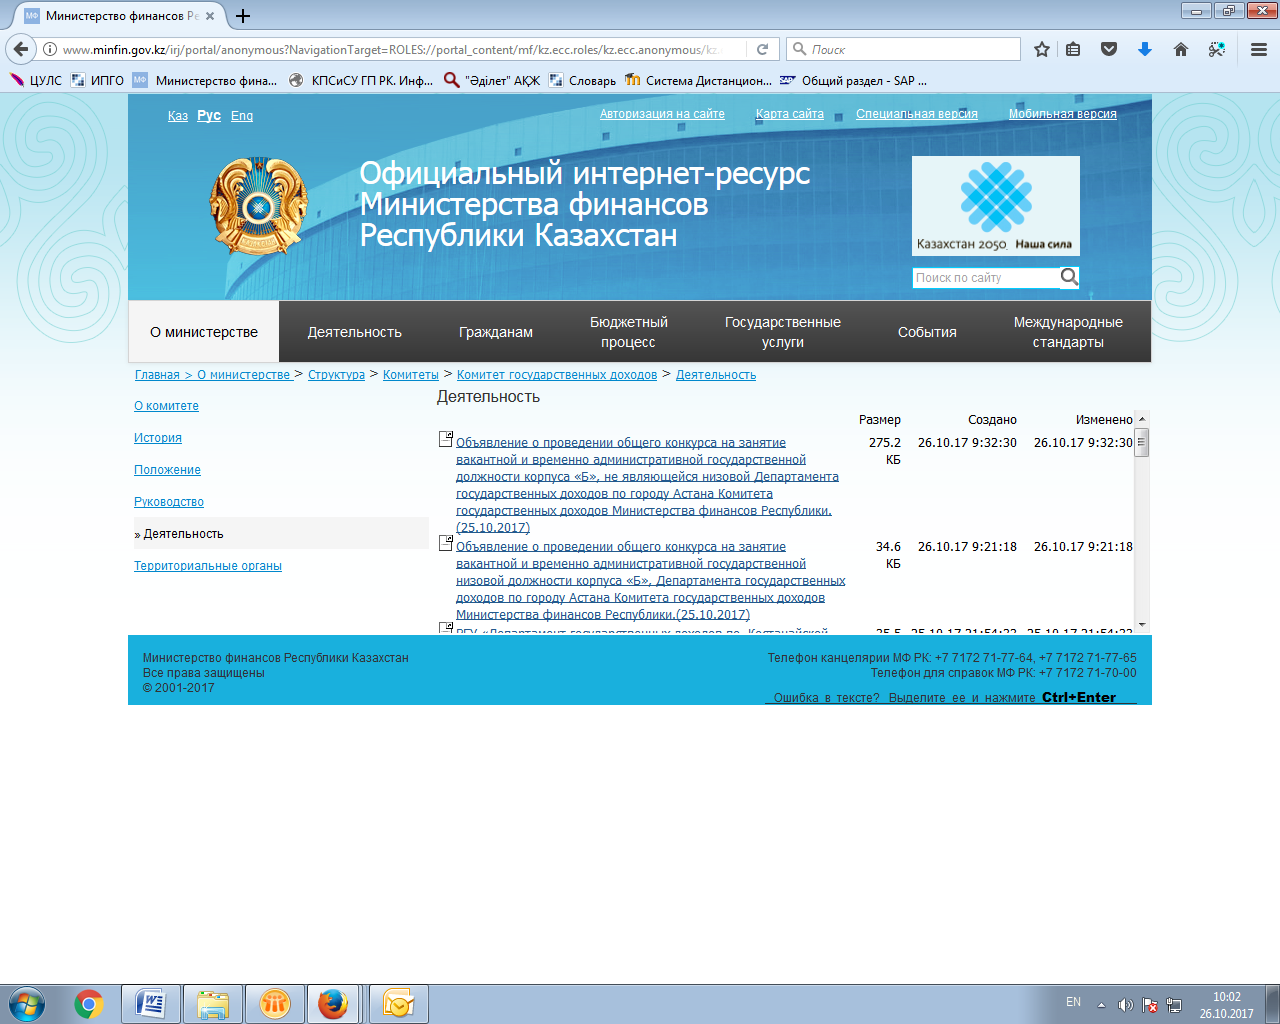 Министерство финансов Ре
www.minfin.gov.kz/irj/portal/anonymous?NavigationTarget=ROLES://portal_content/mf/kz.ecc.roles/kz.ecc.anonymous/kz.
Поиск
ЦУЛС ИПГО Министерство фина... КПСиСУ ГП РК. Инф... "Әділет" АҚЖ Словарь Система Дистанцион... Общий раздел - SAP ...
Қаз Рус Eng
Авторизация на сайте Карта сайта Специальная версия Мобильная версия
Официальный интернет-ресурс
Министерства финансов
Республики Казахстан
Казахстан 2050 Наша сила
Поиск по сайту
О министерстве Деятельность Гражданам Бюджетный процесс Государственные услуги События Международные стандарты
Главная > О министерстве > Структура > Комитеты > Комитет государственных доходов > Деятельность
О комитете
История
Положение
Руководство
» Деятельность
Территориальные органы
Деятельность
Размер Создано Изменено
Объявление о проведении общего конкурса на занятие 275.2 26.10.17 9:32:30 26.10.17 9:32:30
вакантной и временно административной государственной КБ
должности корпуса «Б», не являющейся низовой Департамента
государственных доходов по городу Астана Комитета
государственных доходов Министерства финансов Республики.
(25.10.2017)
Объявление о проведении общего конкурса на занятие 34.6 26.10.17 9:21:18 26.10.17 9:21:18
вакантной и временно административной государственной КБ
низовой должности корпуса «Б», Департамента государственных
доходов по городу Астана Комитета государственных доходов
Министерства финансов Республики.(25.10.2017)
РГУ «Департамент государственных доходов по Костанайской
Министерство финансов Республики Казахстан
Все права защищены
© 2001-2017
Телефон канцелярии МФ РК: +7 7172 71-77-64, +7 7172 71-77-65
Телефон для справок МФ РК: +7 7172 71-70-00
Ошибка в тексте? Выделите ее и нажмите Ctrl+Enter
EN
10:02
26.10.2017